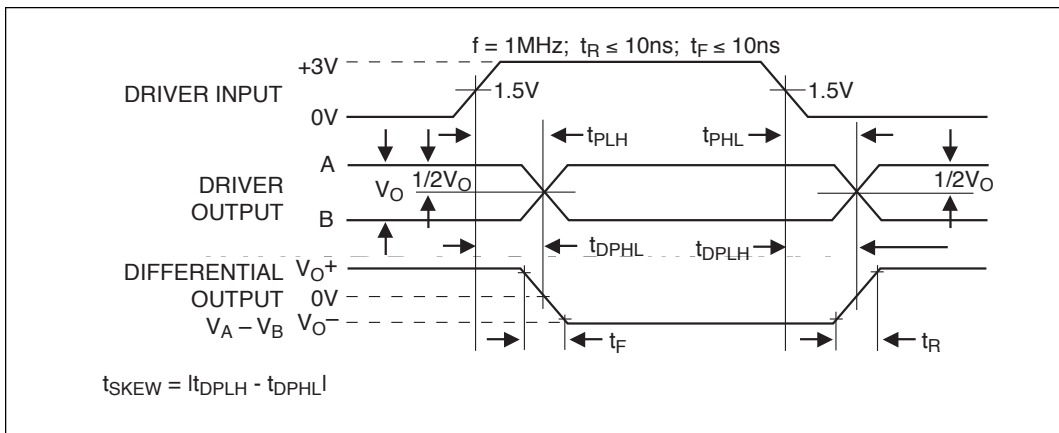 f = 1MHz; tR ≤ 10ns; tF ≤ 10ns
+3V
DRIVER INPUT
1.5V
1.5V
0V
tPLH
tPHL
A
DRIVER
OUTPUT
VO
1/2VO
1/2VO
B
tDPHL
tDPLH
DIFFERENTIAL
OUTPUT
VA – VB
VO+
0V
VO–
tF
tR
tSKEW = |tDPLH - tDPHL|